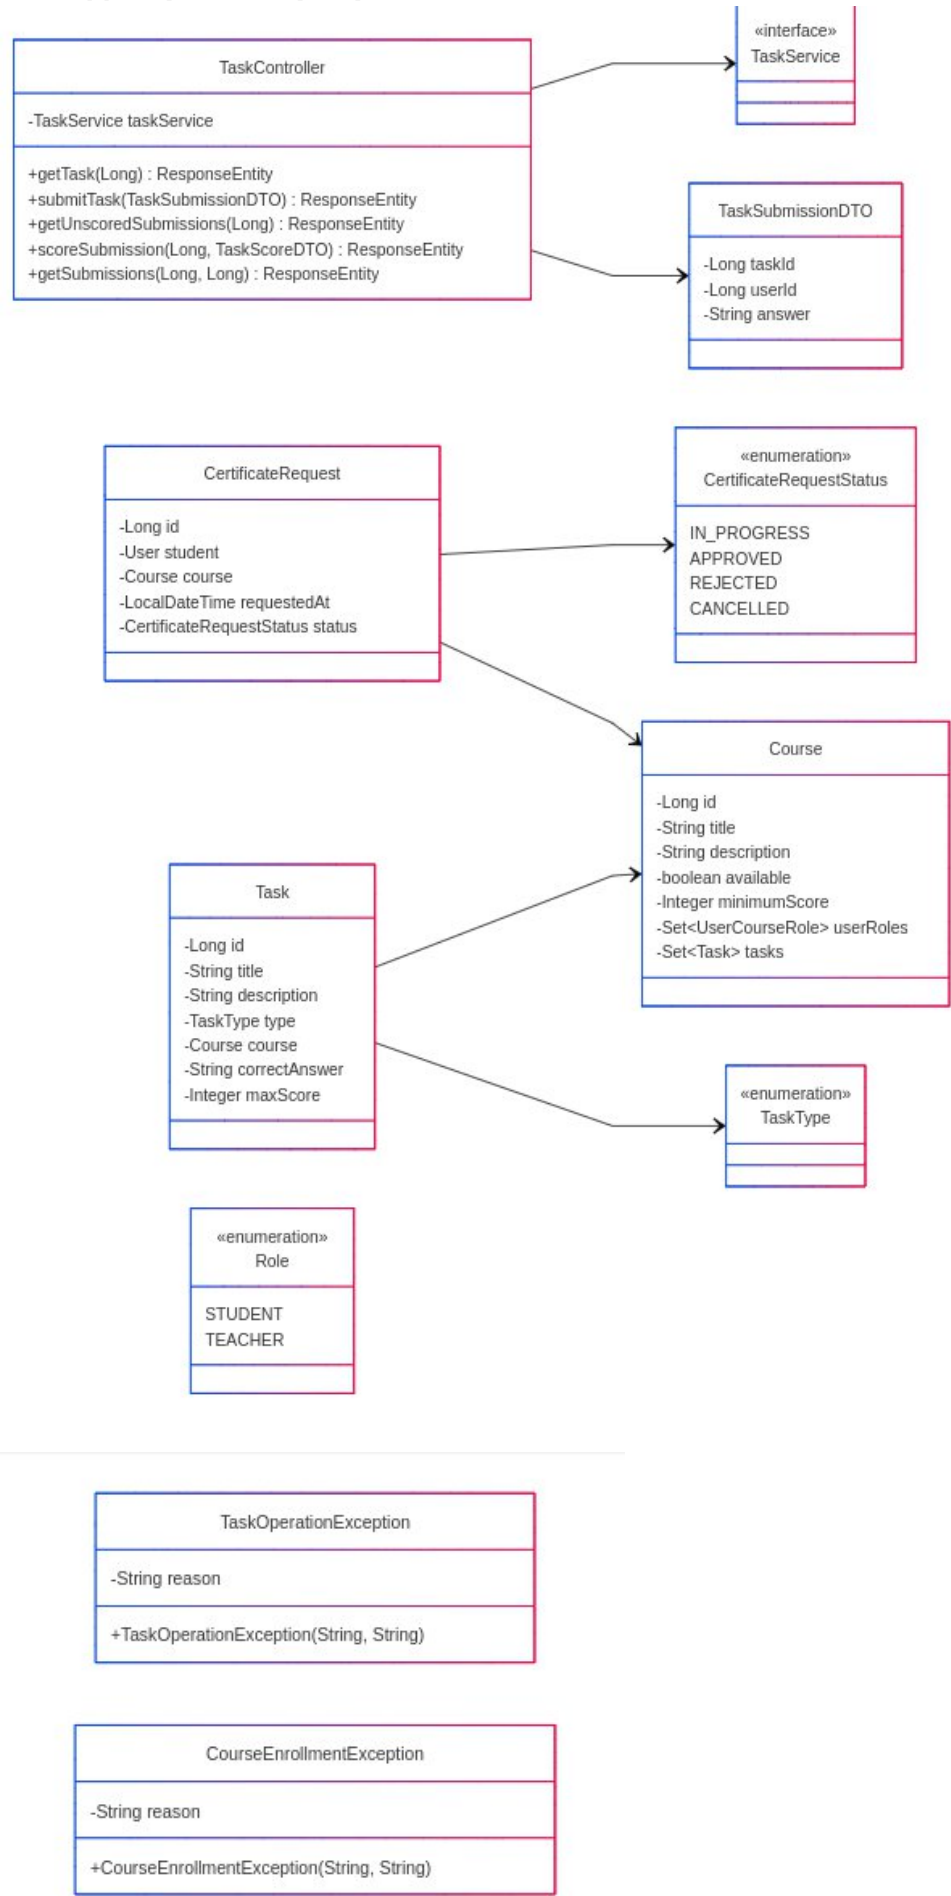 TaskController
-TaskService taskService
+getTask(Long) : ResponseEntity
+submitTask(TaskSubmissionDTO) : ResponseEntity
+getUnscoredSubmissions(Long) : ResponseEntity
+scoreSubmission(Long, TaskScoreDTO) : ResponseEntity
+getSubmissions(Long, Long) : ResponseEntity
«interface»
TaskService
TaskSubmissionDTO
-Long taskId
-Long userId
-String answer
CertificateRequest
-Long id
-User student
-Course course
-LocalDateTime requestedAt
-CertificateRequestStatus status
«enumeration»
CertificateRequestStatus
IN_PROGRESS
APPROVED
REJECTED
CANCELLED
Course
-Long id
-String title
-String description
-boolean available
-Integer minimumScore
-Set<UserCourseRole> userRoles
-Set<Task> tasks
Task
-Long id
-String title
-String description
-TaskType type
-Course course
-String correctAnswer
-Integer maxScore
«enumeration»
TaskType
«enumeration»
Role
STUDENT
TEACHER
TaskOperationException
-String reason
+TaskOperationException(String, String)
CourseEnrollmentException
-String reason
+CourseEnrollmentException(String, String)